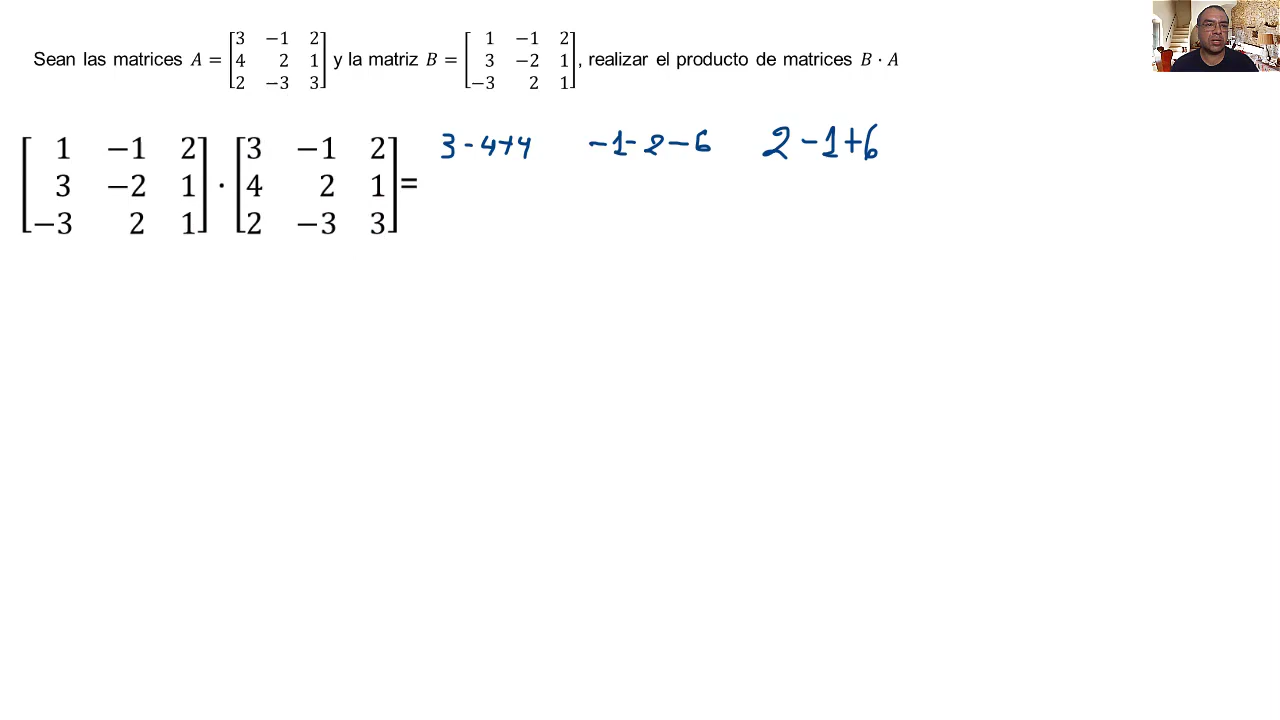 Sean las matrices A = [3 −1 2; 4 2 1; 2 −3 3] y la matriz B = [1 −1 2; 3 −2 1; −3 2 1], realizar el producto de matrices B · A
[1 −1 2; 3 −2 1; −3 2 1] · [3 −1 2; 4 2 1; 2 −3 3] = 3 - 4 + 4 - 1 - 2 - 6 2 - 1 + 6